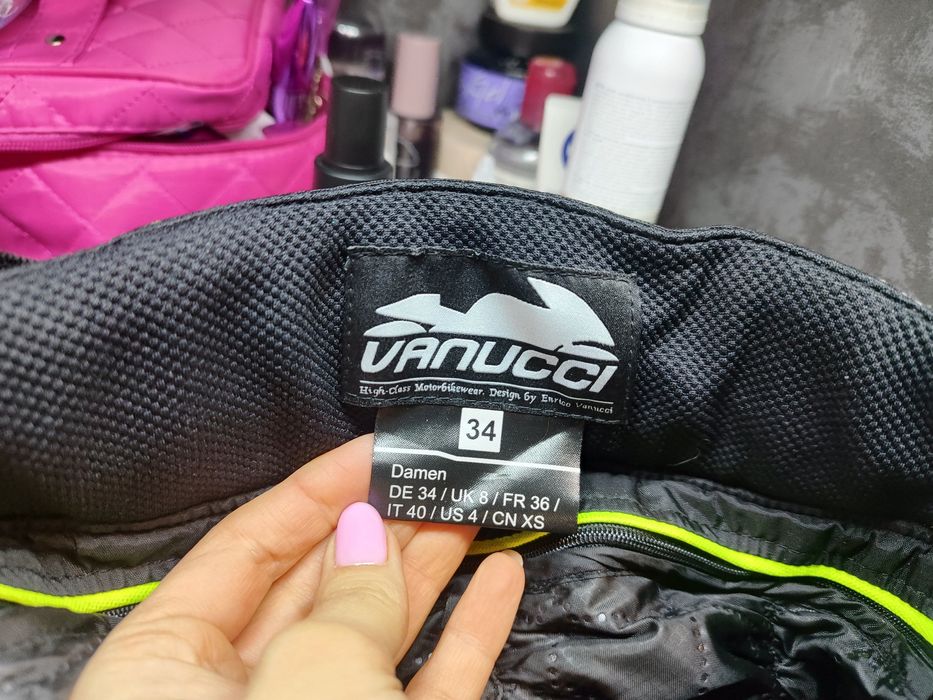 Gel
VANUCCI
High-Class Motorbikewear. Design by Enrico Vanucci
34
Damen
DE 34 / UK 8 / FR 36 /
IT 40 / US 4 / CN XS